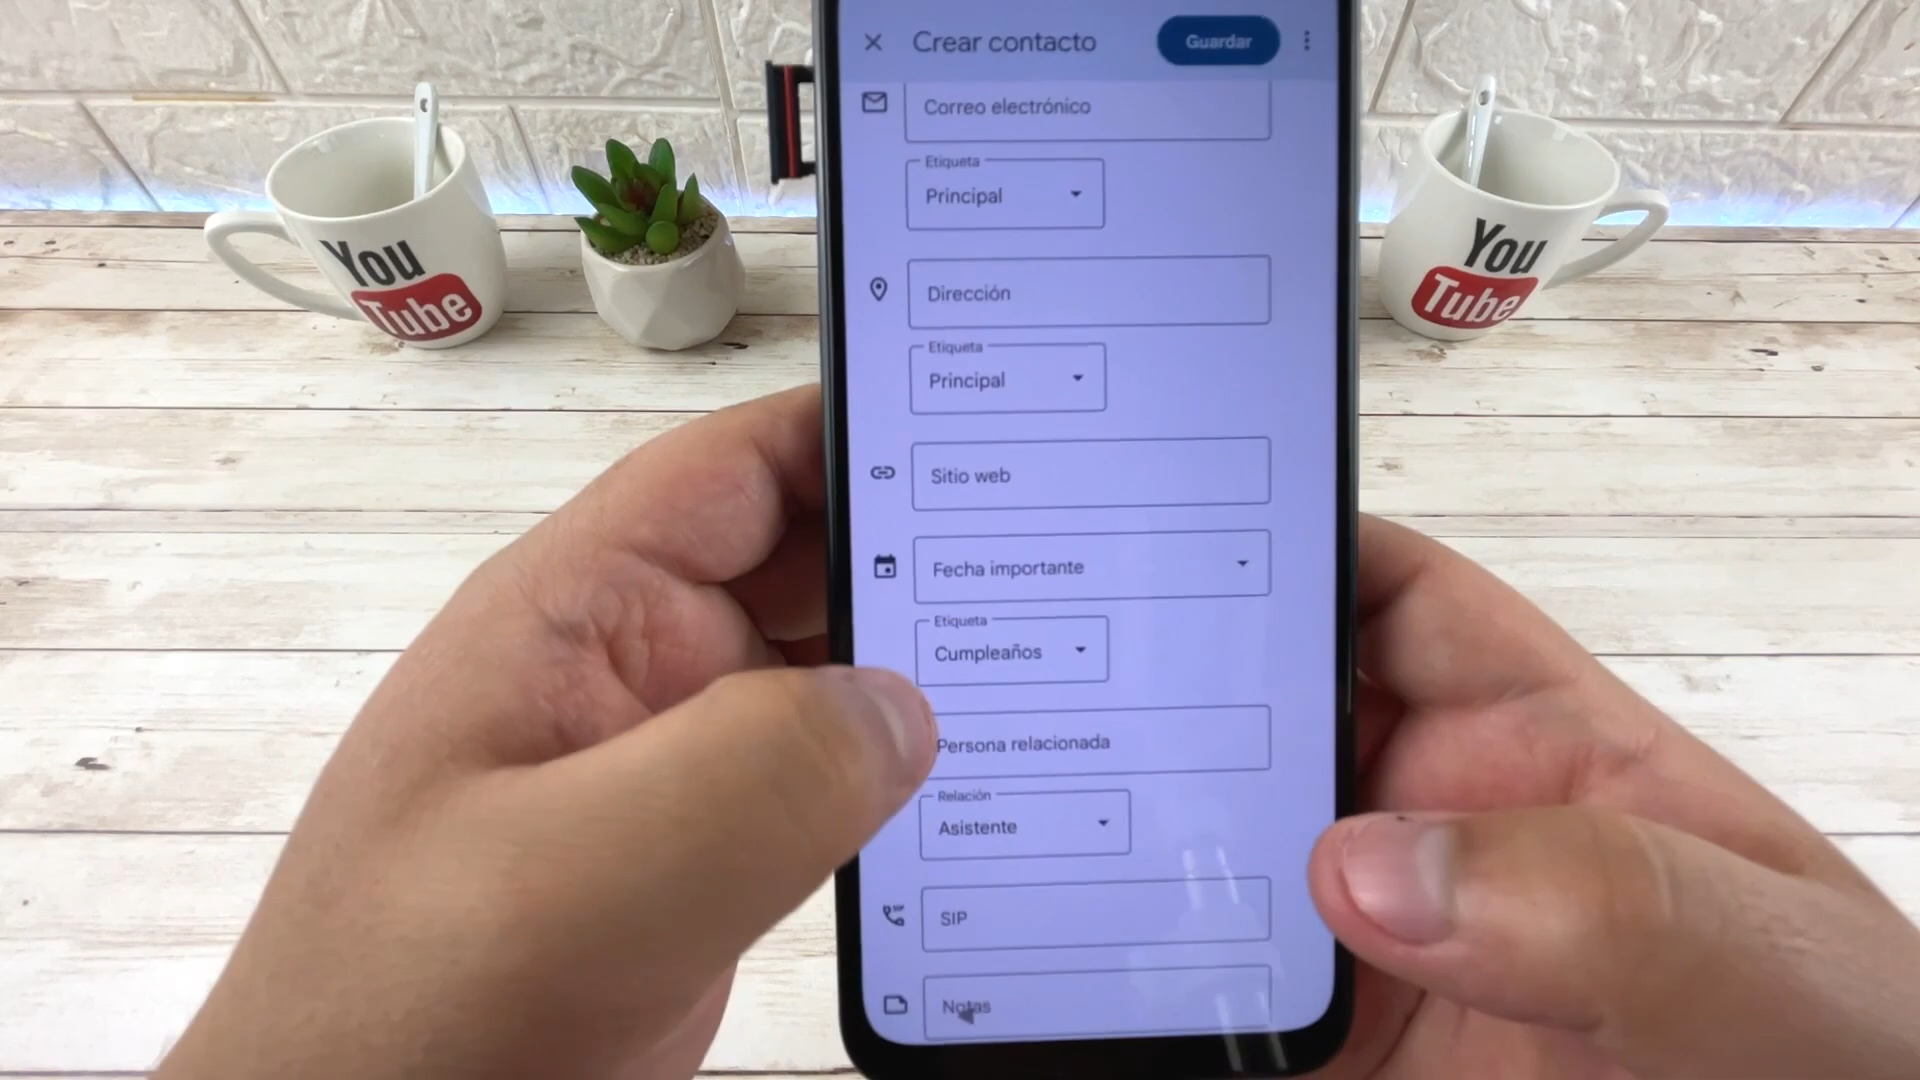 Crear contacto
Guardar
Correo electrónico
Etiqueta
Principal
Dirección
Etiqueta
Principal
Sitio web
Fecha importante
Etiqueta
Cumpleaños
Persona relacionada
Relación
Asistente
SIP
SIP
Notas
You
Tube
You
Tube